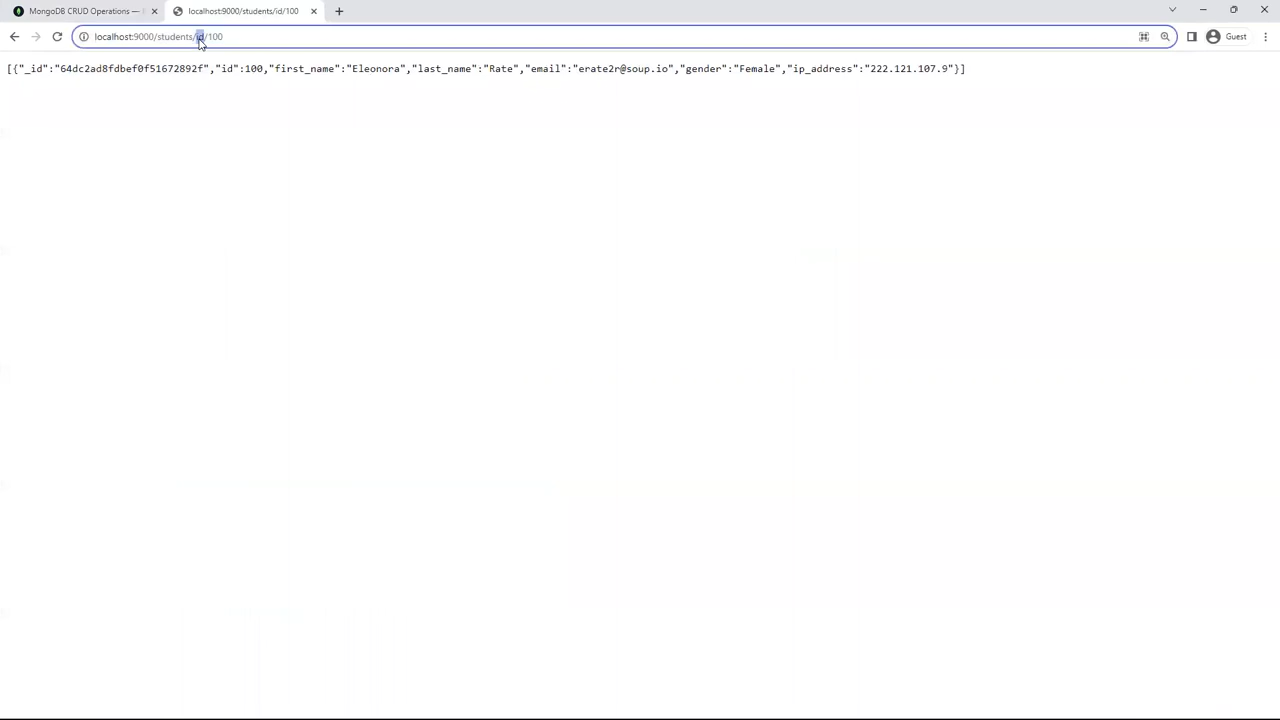 MongoDB CRUD Operations —
localhost:9000/students/id/100
localhost:9000/students/id/100
Guest
[{"_id":"64dc2ad8fdbef0f51672892f","id":100,"first_name":"Eleonora","last_name":"Rate","email":"erate2r@soup.io","gender":"Female","ip_address":"222.121.107.9"}]